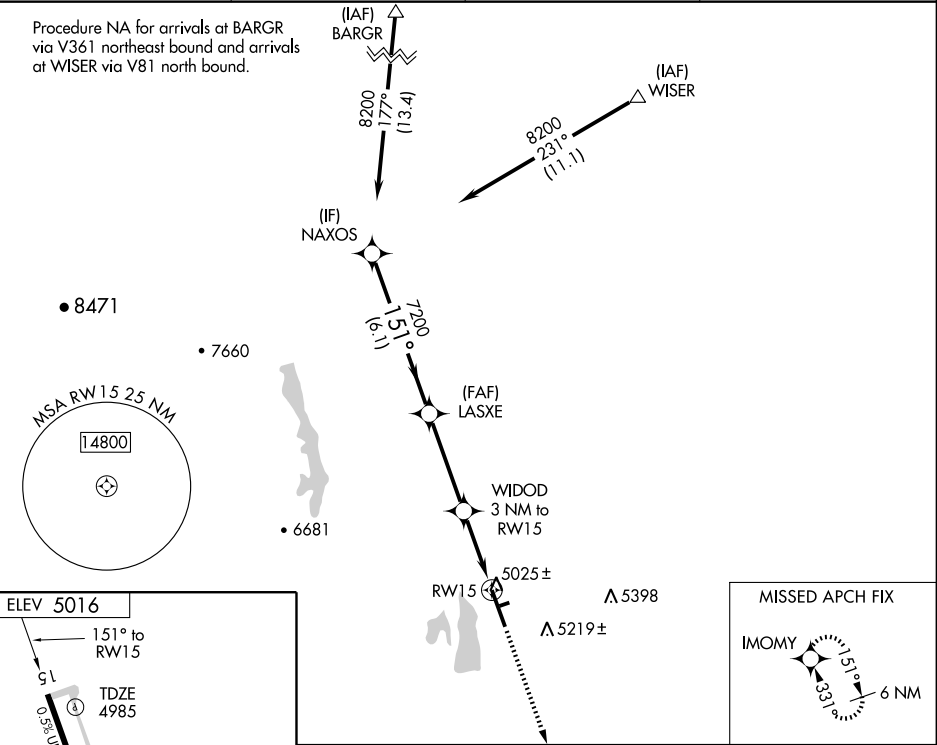 Procedure NA for arrivals at BARGR
via V361 northeast bound and arrivals
at WISER via V81 north bound.
(IAF)
BARGR
8200
177°
(13.4)
(IAF)
WISER
8200
231°
(11.1)
(IF)
NAXOS
7200
151°
(6.1)
8471
7660
MSA RW15 25 NM
14800
(FAF)
LASXE
WIDOD
3 NM to
RW15
6681
5025±
RW15
5398
5219±
ELEV 5016
151° to
RW15
15
TDZE
4985
0.5% U
MISSED APCH FIX
IMOMY
151°
331°
6 NM